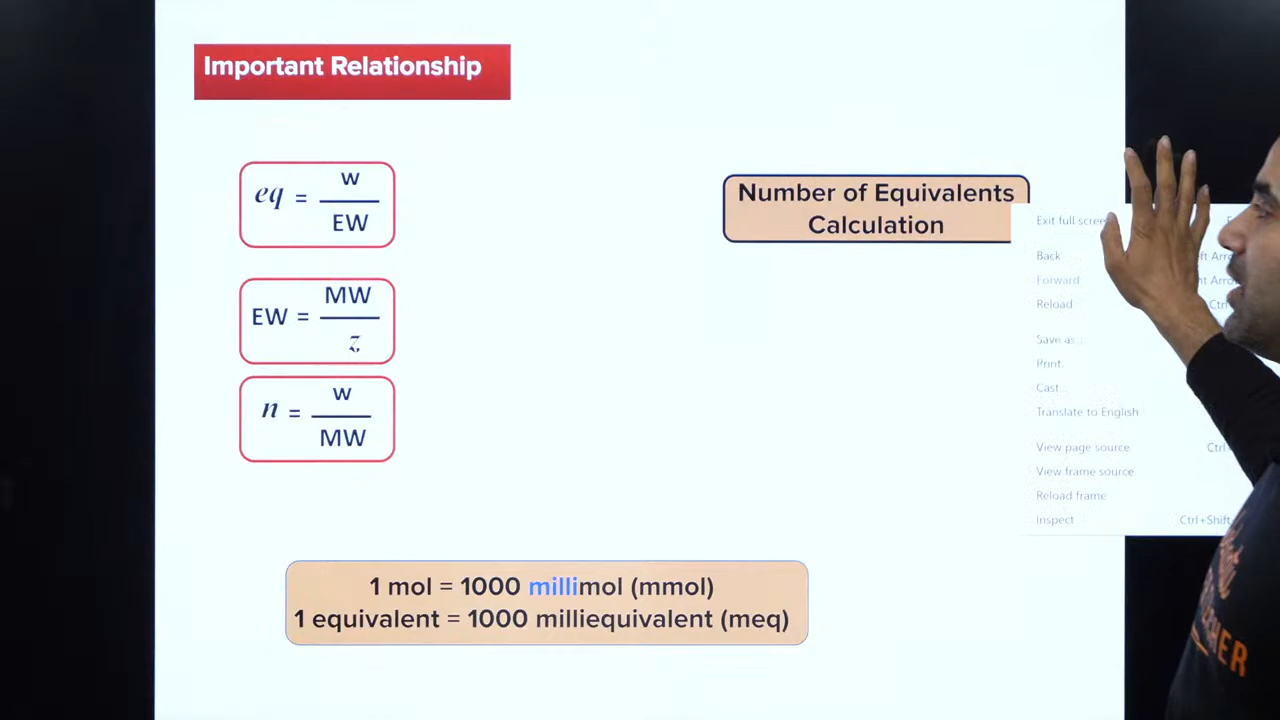 Important Relationship
eq = w / EW
Number of Equivalents
Calculation
EW = MW / z
n = w / MW
Exit full
Back
Forward
Reload
Save as...
Print...
Cast...
Translate to English
View page source Ctrl+
View frame source
Reload frame
Inspect Ctrl+Shift
1 mol = 1000 millimol (mmol)
1 equivalent = 1000 milliequivalent (meq)